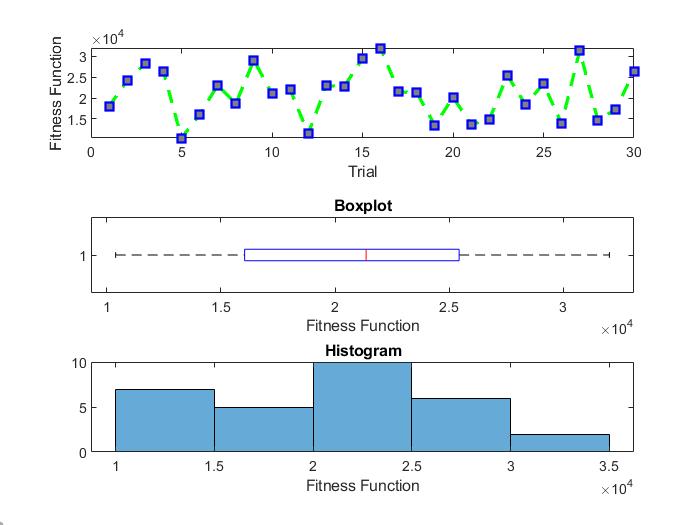 ×10⁴
3
2.5
2
1.5
Fitness Function
0 5 10 15 20 25 30
Trial
Boxplot
1
1 1.5 2 2.5 3
Fitness Function
×10⁴
Histogram
10
5
0
1 1.5 2 2.5 3 3.5
Fitness Function
×10⁴